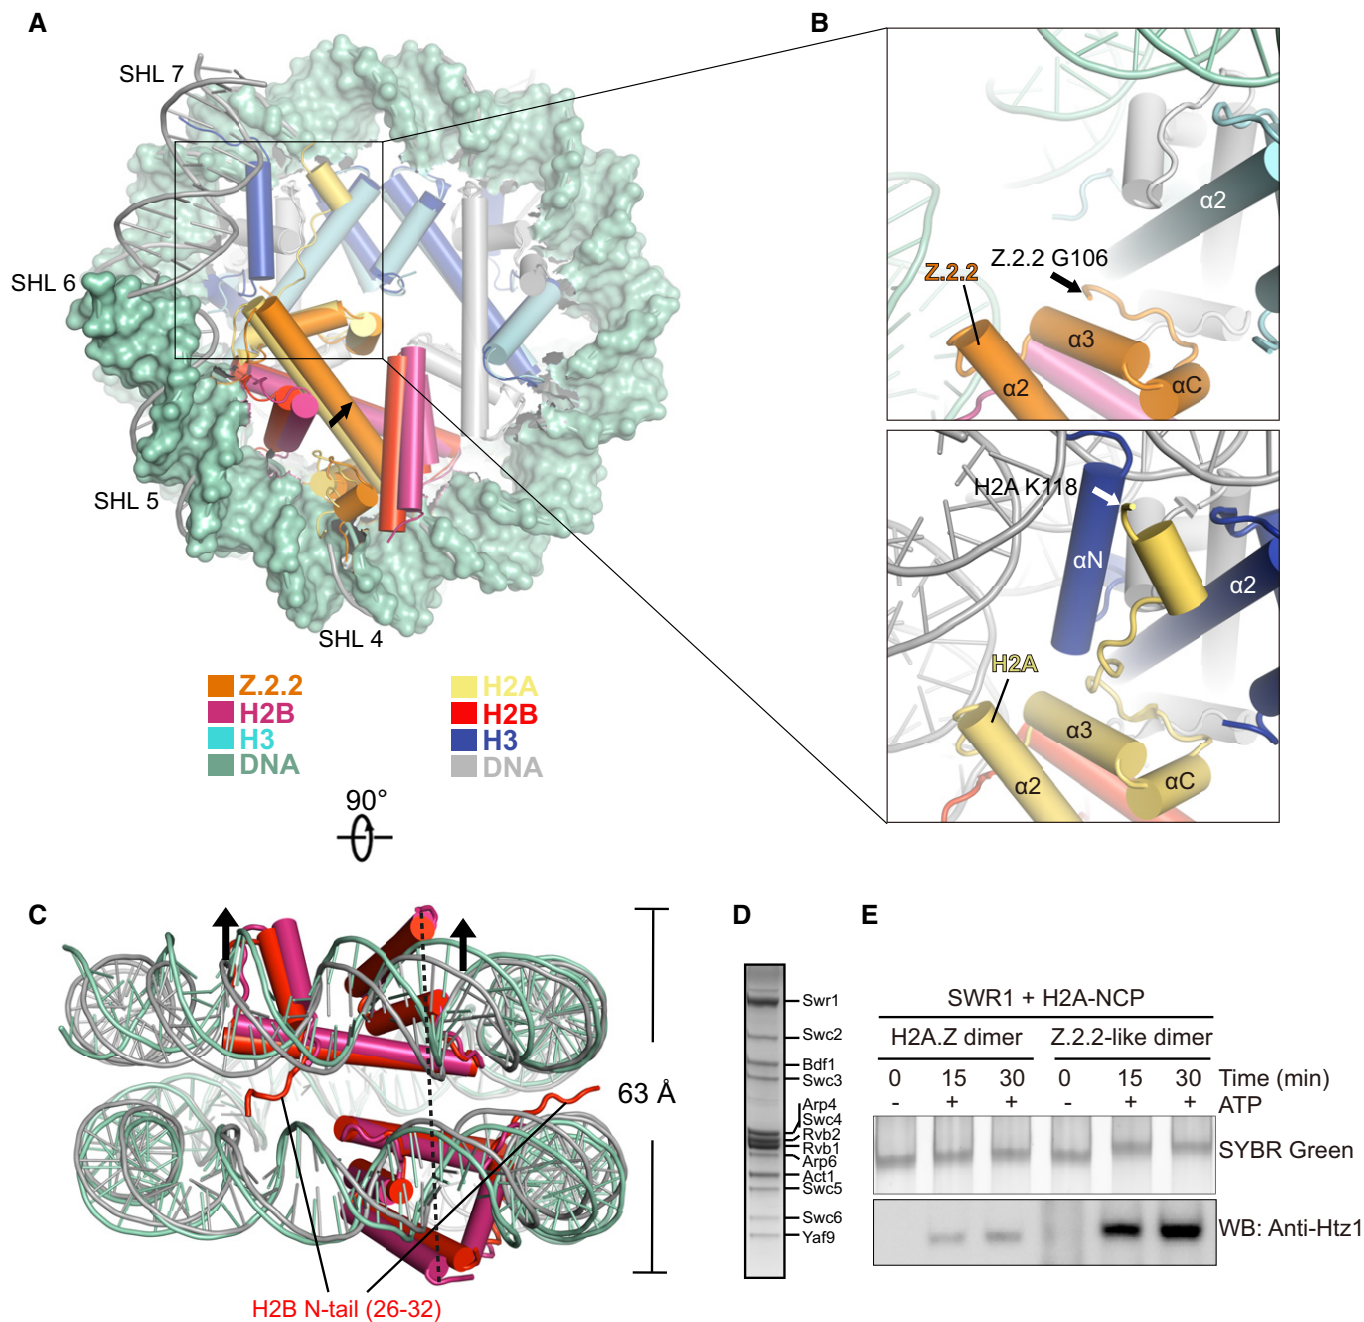 A
SHL 7
SHL 6
SHL 5
SHL 4
Z.2.2
H2B
H3
DNA
H2A
H2B
H3
DNA
90°
B
α2
Z.2.2 G106
Z.2.2
α3
α2
αC
H2A K118
αN
α2
H2A
α3
α2
αC
C
63 Å
H2B N-tail (26-32)
D
Swr1
Swc2
Bdf1
Swc3
Arp4
Swc4
Rvb2
Rvb1
Arp6
Act1
Swc5
Swc6
Yaf9
E
SWR1 + H2A-NCP
H2A.Z dimer Z.2.2-like dimer
0 15 30 0 15 30 Time (min)
- + + - + + ATP
SYBR Green
WB: Anti-Htz1